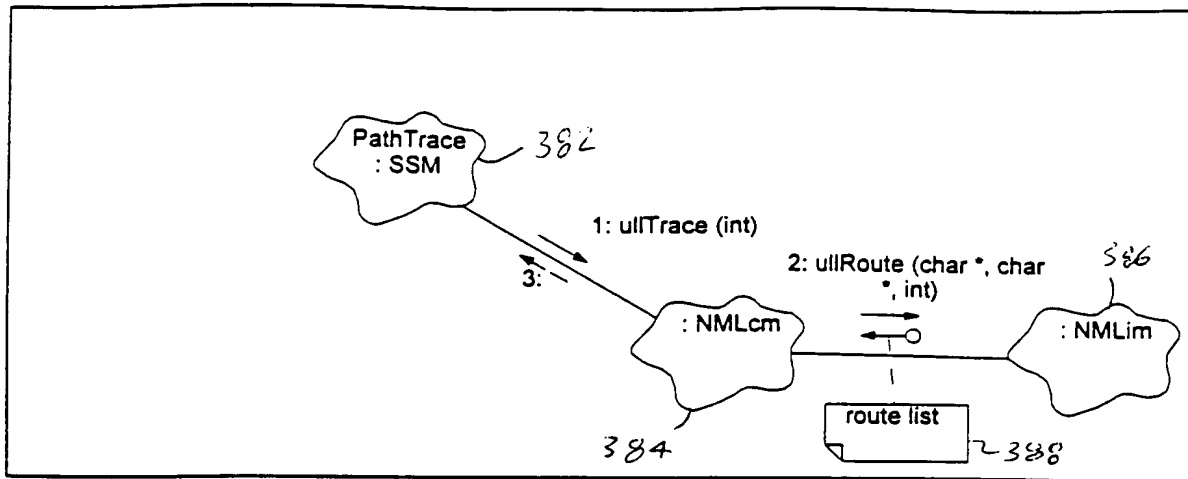 PathTrace
: SSM
382
1: ullTrace (int)
3:
2: ullRoute (char *, char
*, int)
386
: NMLcm
: NMLim
route list
384
388